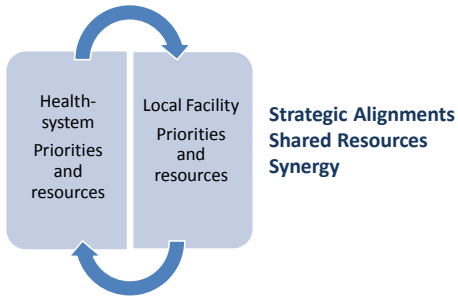 Health-
system
Priorities
and
resources
Local Facility
Priorities
and
resources
Strategic Alignments
Shared Resources
Synergy